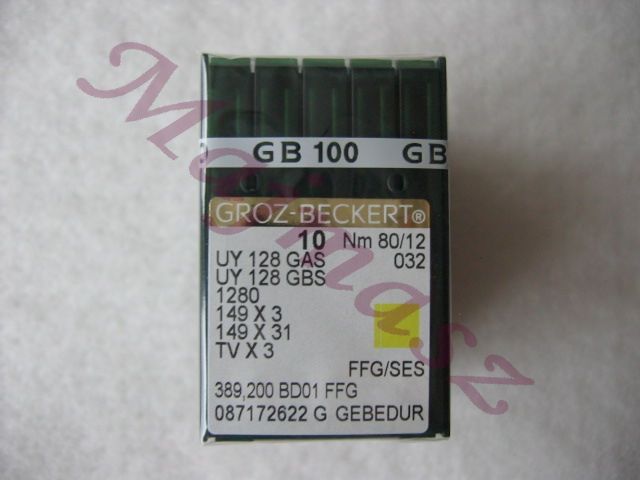 GB 100 GB
GROZ-BECKERT®
10 Nm 80/12
UY 128 GAS 032
UY 128 GBS
1280
149 X 3
149 X 31
TV X 3
FFG/SES
389,200 BD01 FFG
087172622 G GEBEDUR